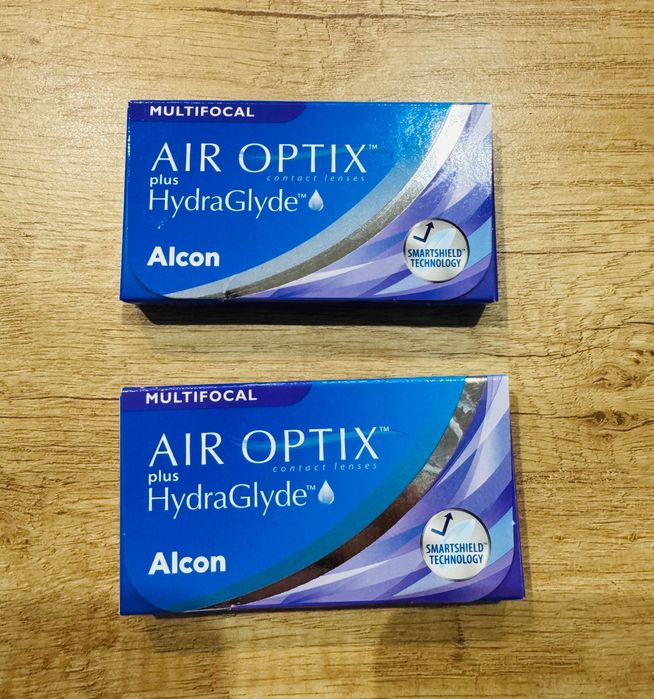 MULTIFOCAL
AIR OPTIX™
contact lenses
plus
HydraGlyde™
Alcon
SMARTSHIELD™
TECHNOLOGY
MULTIFOCAL
AIR OPTIX™
contact lenses
plus
HydraGlyde™
Alcon
SMARTSHIELD™
TECHNOLOGY